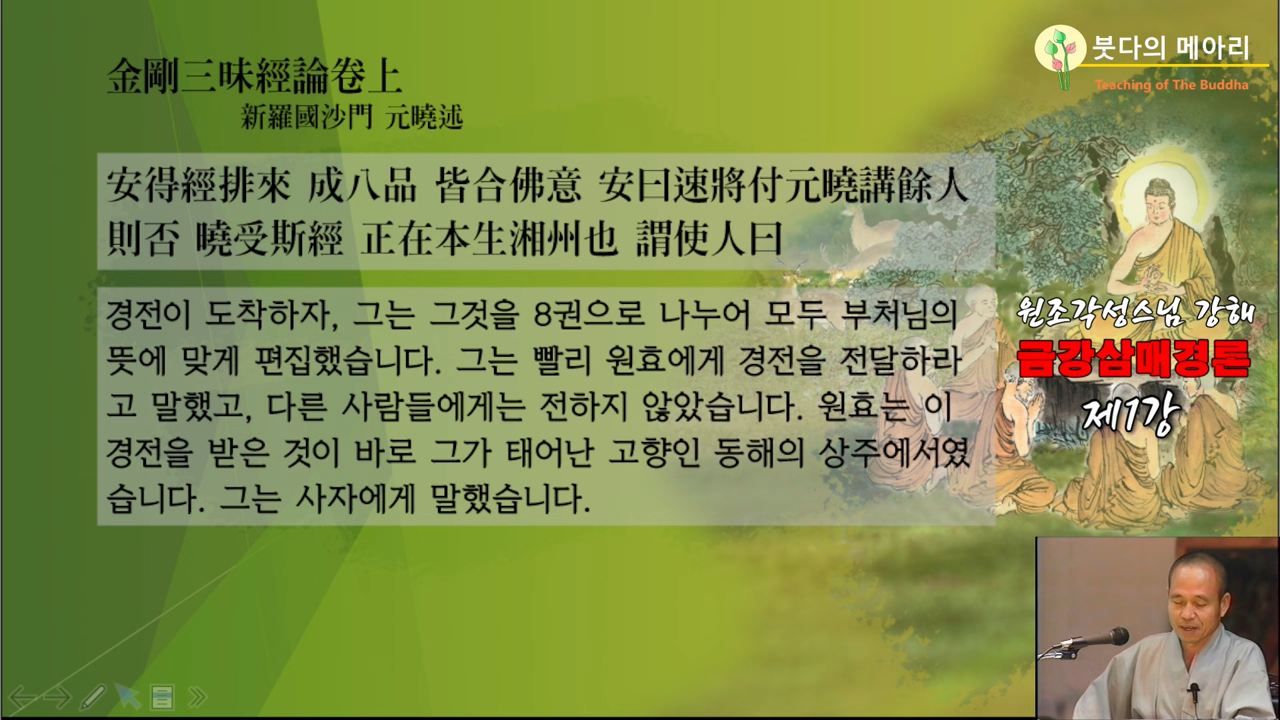 金剛三昧經論卷上
新羅國沙門 元曉述
安得經排來 成八品 皆合佛意 安曰速將付元曉講餘人
則否 曉受斯經 正在本生湘州也 謂使人曰
경전이 도착하자, 그는 그것을 8권으로 나누어 모두 부처님의
뜻에 맞게 편집했습니다. 그는 빨리 원효에게 경전을 전달하라
고 말했고, 다른 사람들에게는 전하지 않았습니다. 원효는 이
경전을 받은 것이 바로 그가 태어난 고향인 동해의 상주에서였
습니다. 그는 사자에게 말했습니다.
붓다의 메아리
Teaching of The Buddha
원조각성스님 강해
금강삼매경론
제1강